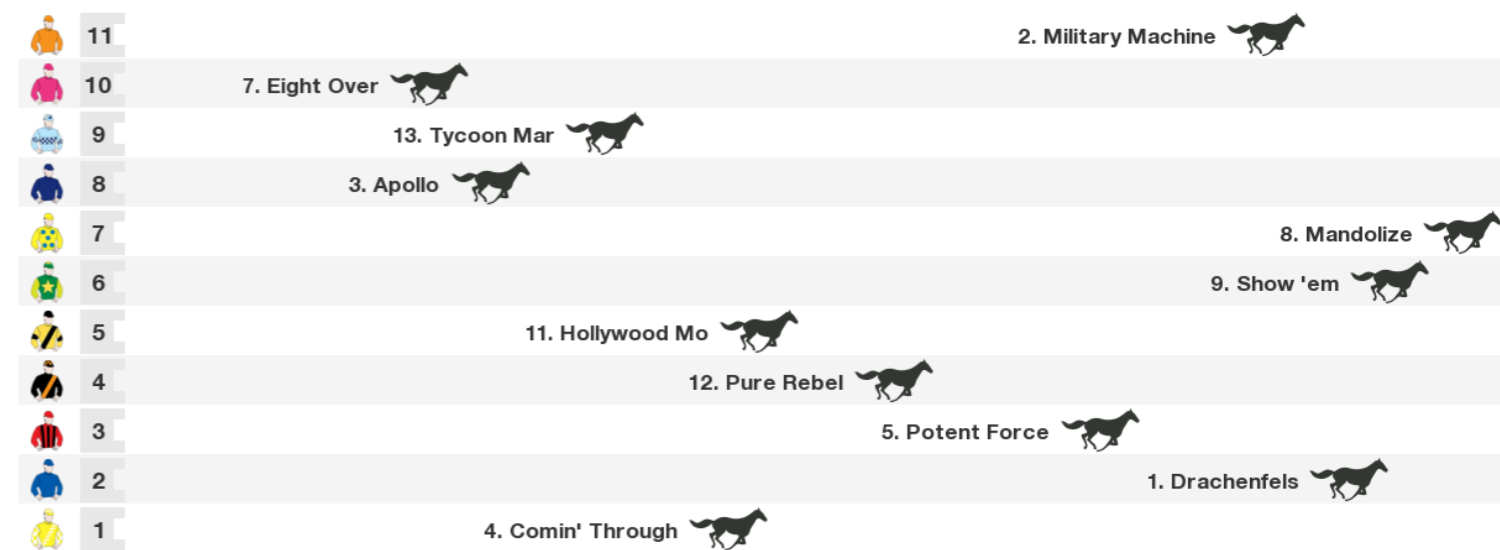 11 2. Military Machine
10 7. Eight Over
9 13. Tycoon Mar
8 3. Apollo
7 8. Mandolize
6 9. Show 'em
5 11. Hollywood Mo
4 12. Pure Rebel
3 5. Potent Force
2 1. Drachenfels
1 4. Comin' Through